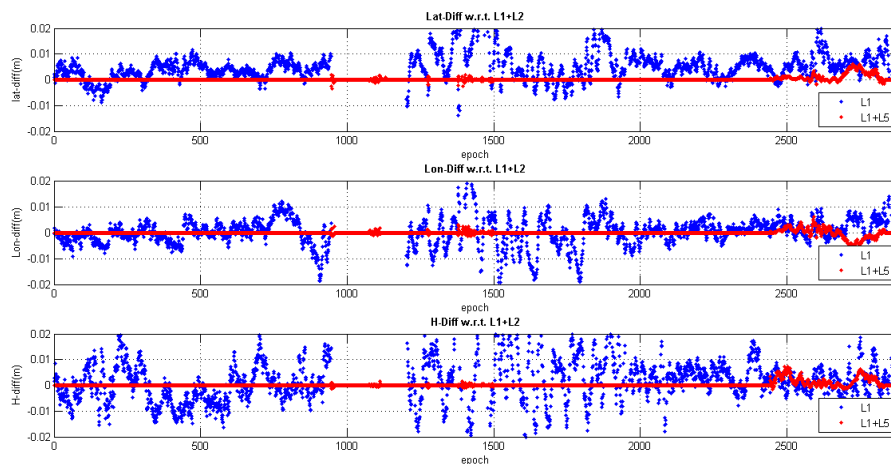 Lat-Diff w.r.t. L1+L2
0.02
0.01
0
-0.01
-0.02
lat-diff(m)
0 500 1000 1500 2000 2500
epoch
L1
L1+L5
Lon-Diff w.r.t. L1+L2
0.02
0.01
0
-0.01
-0.02
Lon-diff(m)
0 500 1000 1500 2000 2500
epoch
L1
L1+L5
H-Diff w.r.t. L1+L2
0.02
0.01
0
-0.01
-0.02
H-diff(m)
0 500 1000 1500 2000 2500
epoch
L1
L1+L5